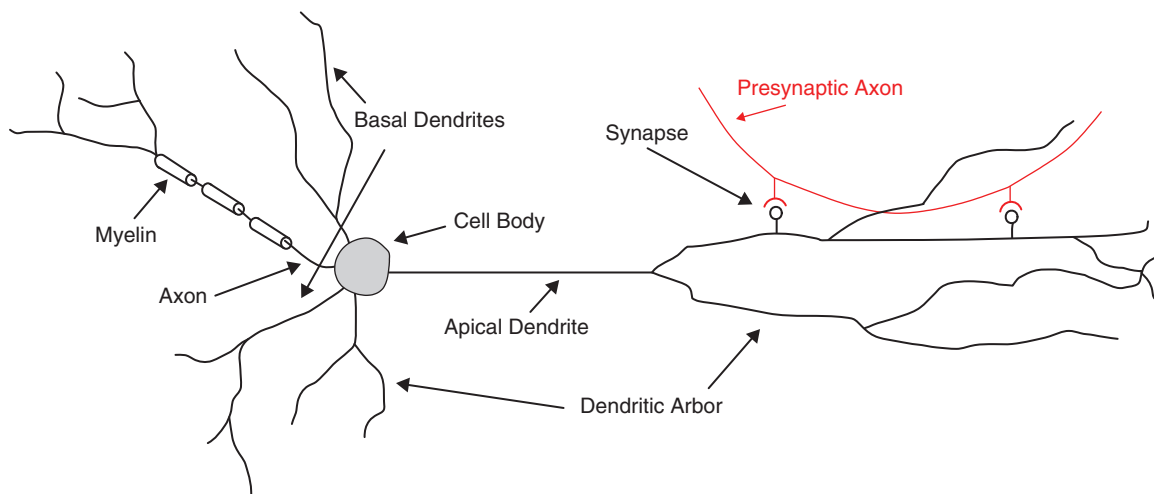 Presynaptic Axon
Basal Dendrites
Synapse
Myelin
Cell Body
Axon
Apical Dendrite
Dendritic Arbor